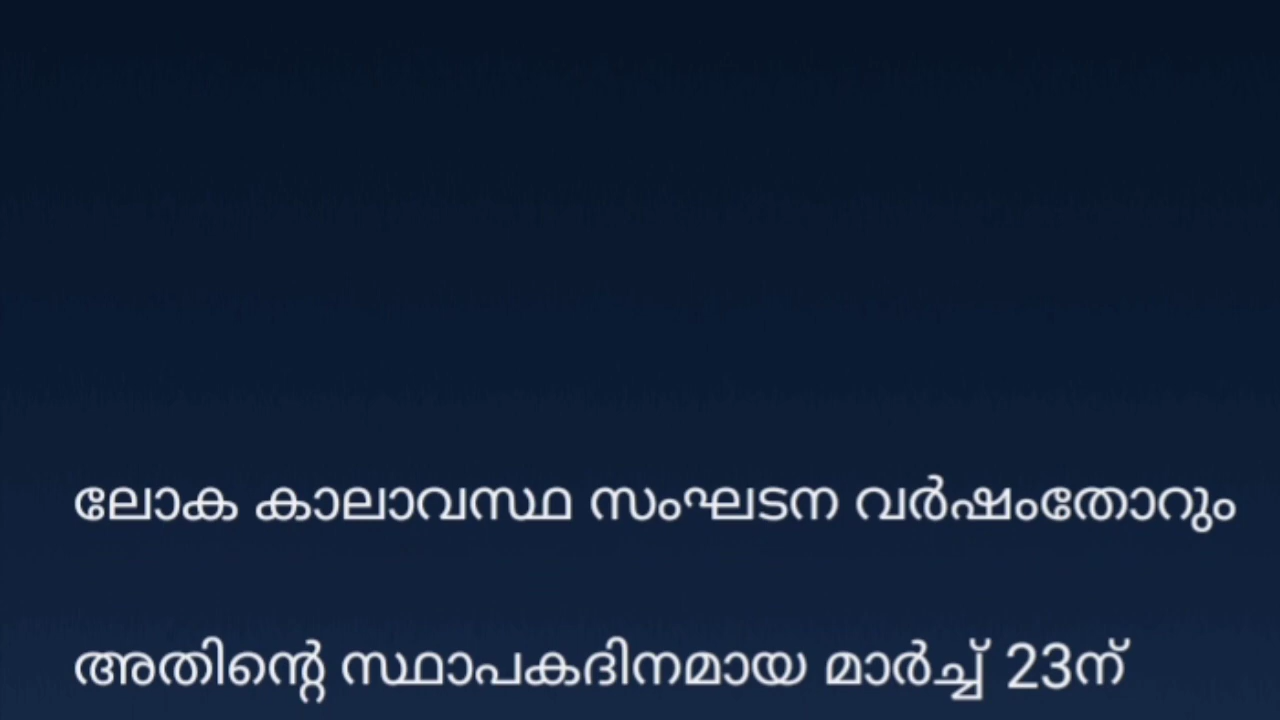 ലോക കാലാവസ്ഥ സംഘടന വർഷംതോറും
അതിന്റെ സ്ഥാപകദിനമായ മാർച്ച് 23ന്